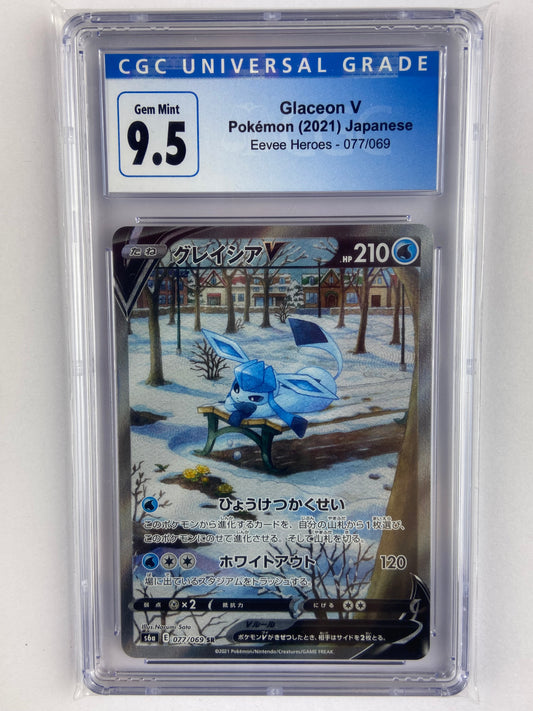 CGC UNIVERSAL GRADE
Gem Mint
9.5
Glaceon V
Pokémon (2021) Japanese
Eevee Heroes - 077/069
たね
グレイシアV
HP210
ひょうけつかくせい
このポケモンから進化するカードを、自分の山札から1枚選び、
このポケモンにのせて進化させる。そして山札を切る。
ホワイトアウト 120
場に出ているスタジアムをトラッシュする。
弱点 ×2 抵抗力 にげる
Illus. Narumi Sato
s6a E 077/069 SR
Vルール
ポケモンVがきぜつしたとき、相手はサイドを2枚とる。
©2021 Pokémon/Nintendo/Creatures/GAME FREAK